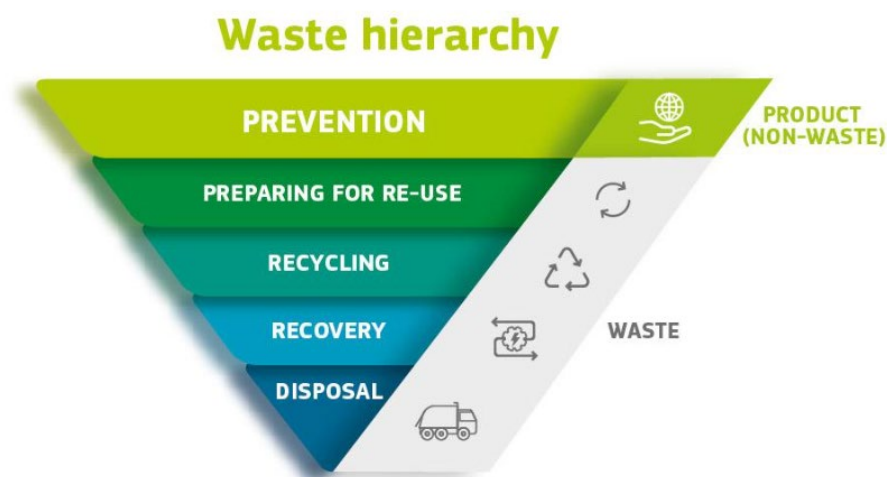 Waste hierarchy
PREVENTION
PRODUCT
(NON-WASTE)
PREPARING FOR RE-USE
RECYCLING
RECOVERY
WASTE
DISPOSAL